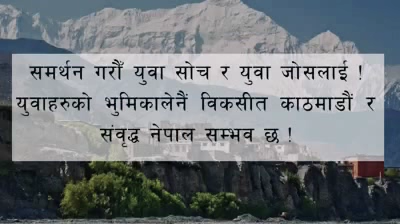 समर्थन गरौँ युवा सोच र युवा जोसलाई !
युवाहरुको भुमिकालेनैं विकसीत काठमाडौं र
संवृद्ध नेपाल सम्भव छ !